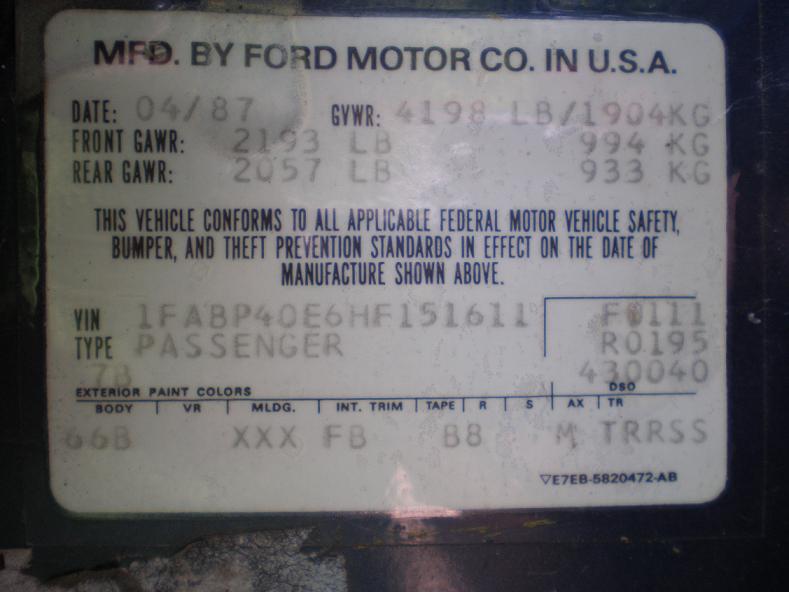 MFD. BY FORD MOTOR CO. IN U.S.A.
DATE: 04/87 GVWR: 4198 LB/1904KG
FRONT GAWR: 2193 LB 994 KG
REAR GAWR: 2057 LB 933 KG
THIS VEHICLE CONFORMS TO ALL APPLICABLE FEDERAL MOTOR VEHICLE SAFETY,
BUMPER, AND THEFT PREVENTION STANDARDS IN EFFECT ON THE DATE OF
MANUFACTURE SHOWN ABOVE.
VIN 1FABP40E6HF151611 F0111
TYPE PASSENGER R0195
7B 430040
EXTERIOR PAINT COLORS DSO
BODY VR MLDG. INT. TRIM TAPE R S AX TR
66B XXX FB B8 M TRRSS
▽E7EB-5820472-AB